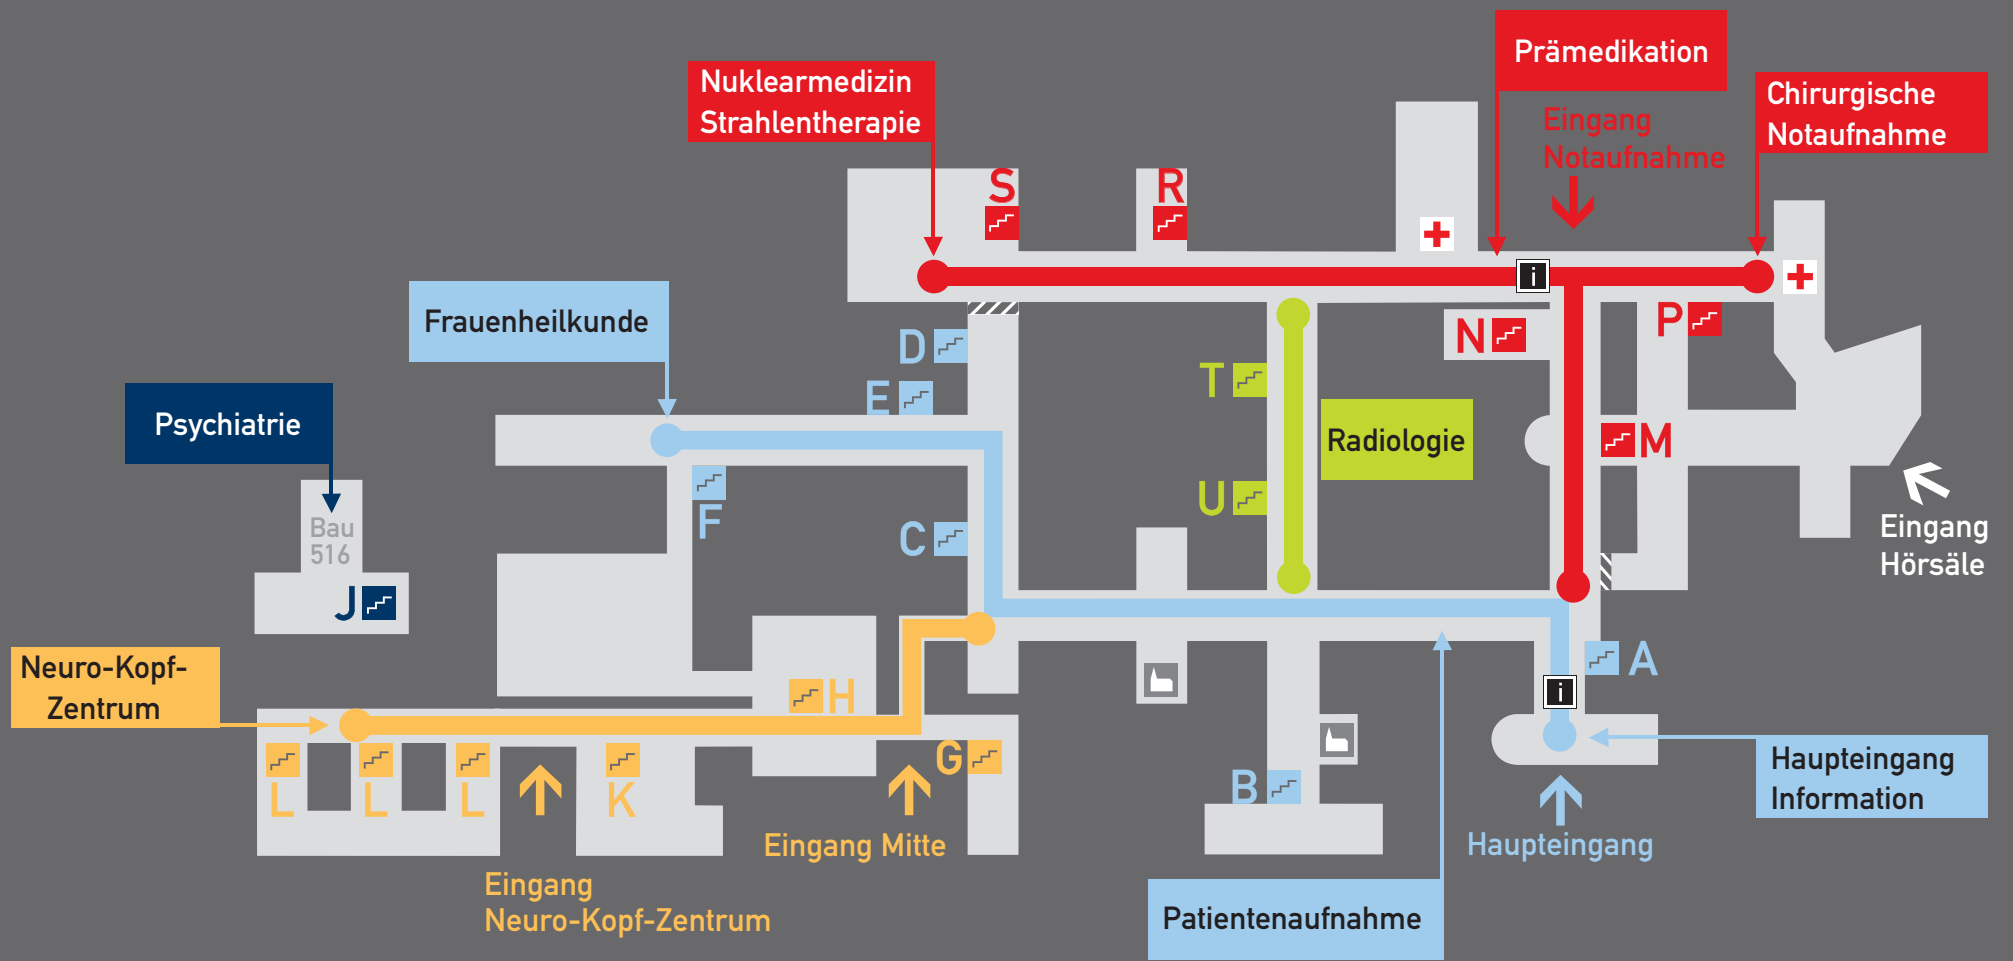 Prämedikation
Nuklearmedizin
Strahlentherapie
Chirurgische
Notaufnahme
Eingang
Notaufnahme
S
R
i
Frauenheilkunde
D
N
P
E
T
Psychiatrie
Radiologie
M
Bau
516
F
C
U
Eingang
Hörsäle
J
Neuro-Kopf-
Zentrum
H
A
i
G
L
L
L
K
B
Haupteingang
Information
Eingang Mitte
Haupteingang
Eingang
Neuro-Kopf-Zentrum
Patientenaufnahme